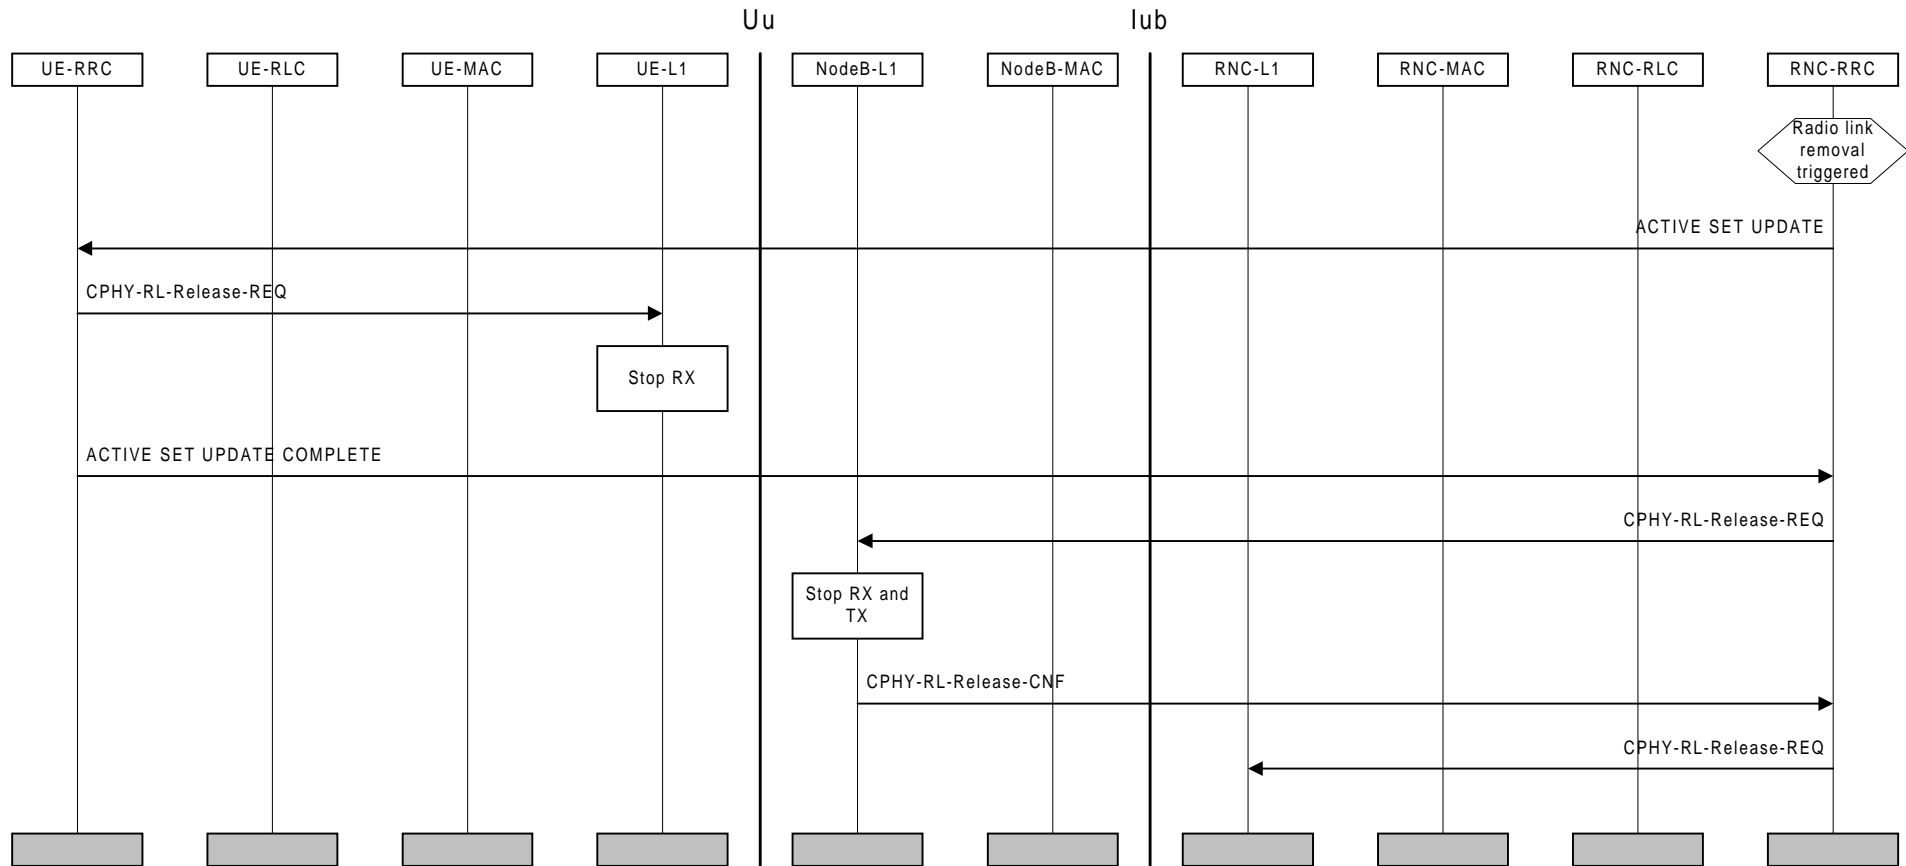 Uu
Iub
UE-RRC
UE-RLC
UE-MAC
UE-L1
NodeB-L1
NodeB-MAC
RNC-L1
RNC-MAC
RNC-RLC
RNC-RRC
Radio link
removal
triggered
ACTIVE SET UPDATE
CPHY-RL-Release-REQ
Stop RX
ACTIVE SET UPDATE COMPLETE
CPHY-RL-Release-REQ
Stop RX and
TX
CPHY-RL-Release-CNF
CPHY-RL-Release-REQ